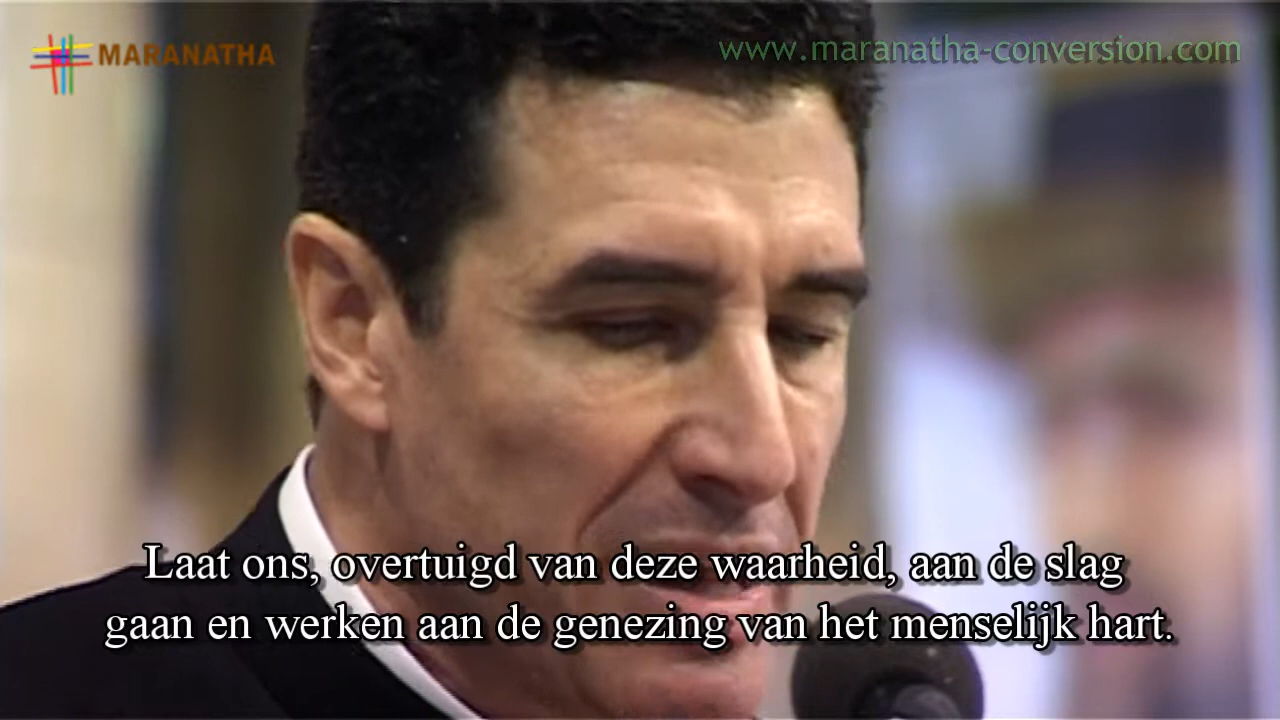 MARANATHA
www.maranatha-conversion.com
Laat ons, overtuigd van deze waarheid, aan de slag
gaan en werken aan de genezing van het menselijk hart.